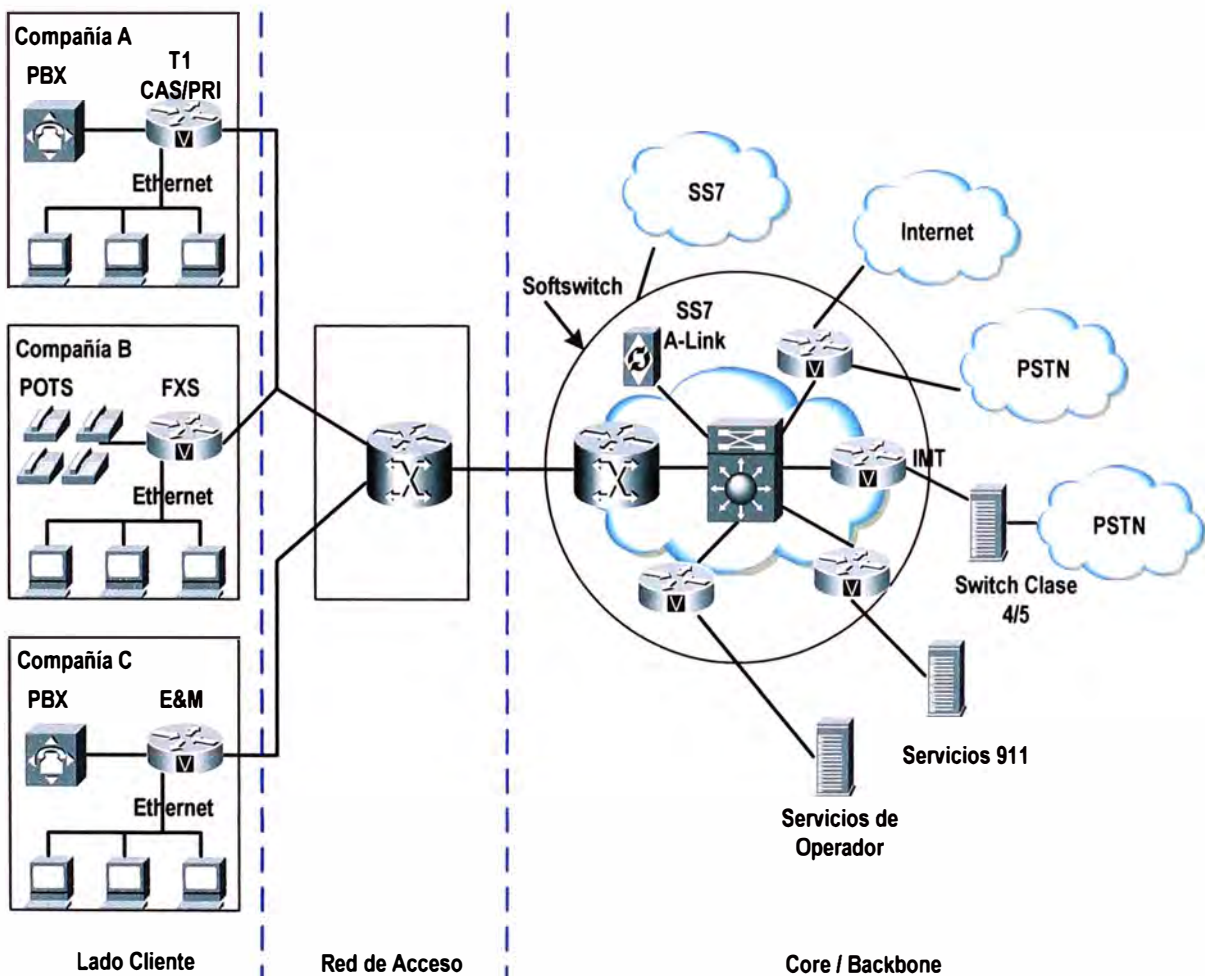 Compañía A
PBX
T1
CAS/PRI
Ethernet
Compañía B
POTS
FXS
Ethernet
Compañía C
PBX
E&M
Ethernet
SS7
Internet
Softswitch
SS7
A-Link
PSTN
IMT
PSTN
Switch Clase
4/5
Servicios 911
Servicios de
Operador
Lado Cliente
Red de Acceso
Core / Backbone
V
V
V
V
V
V
V